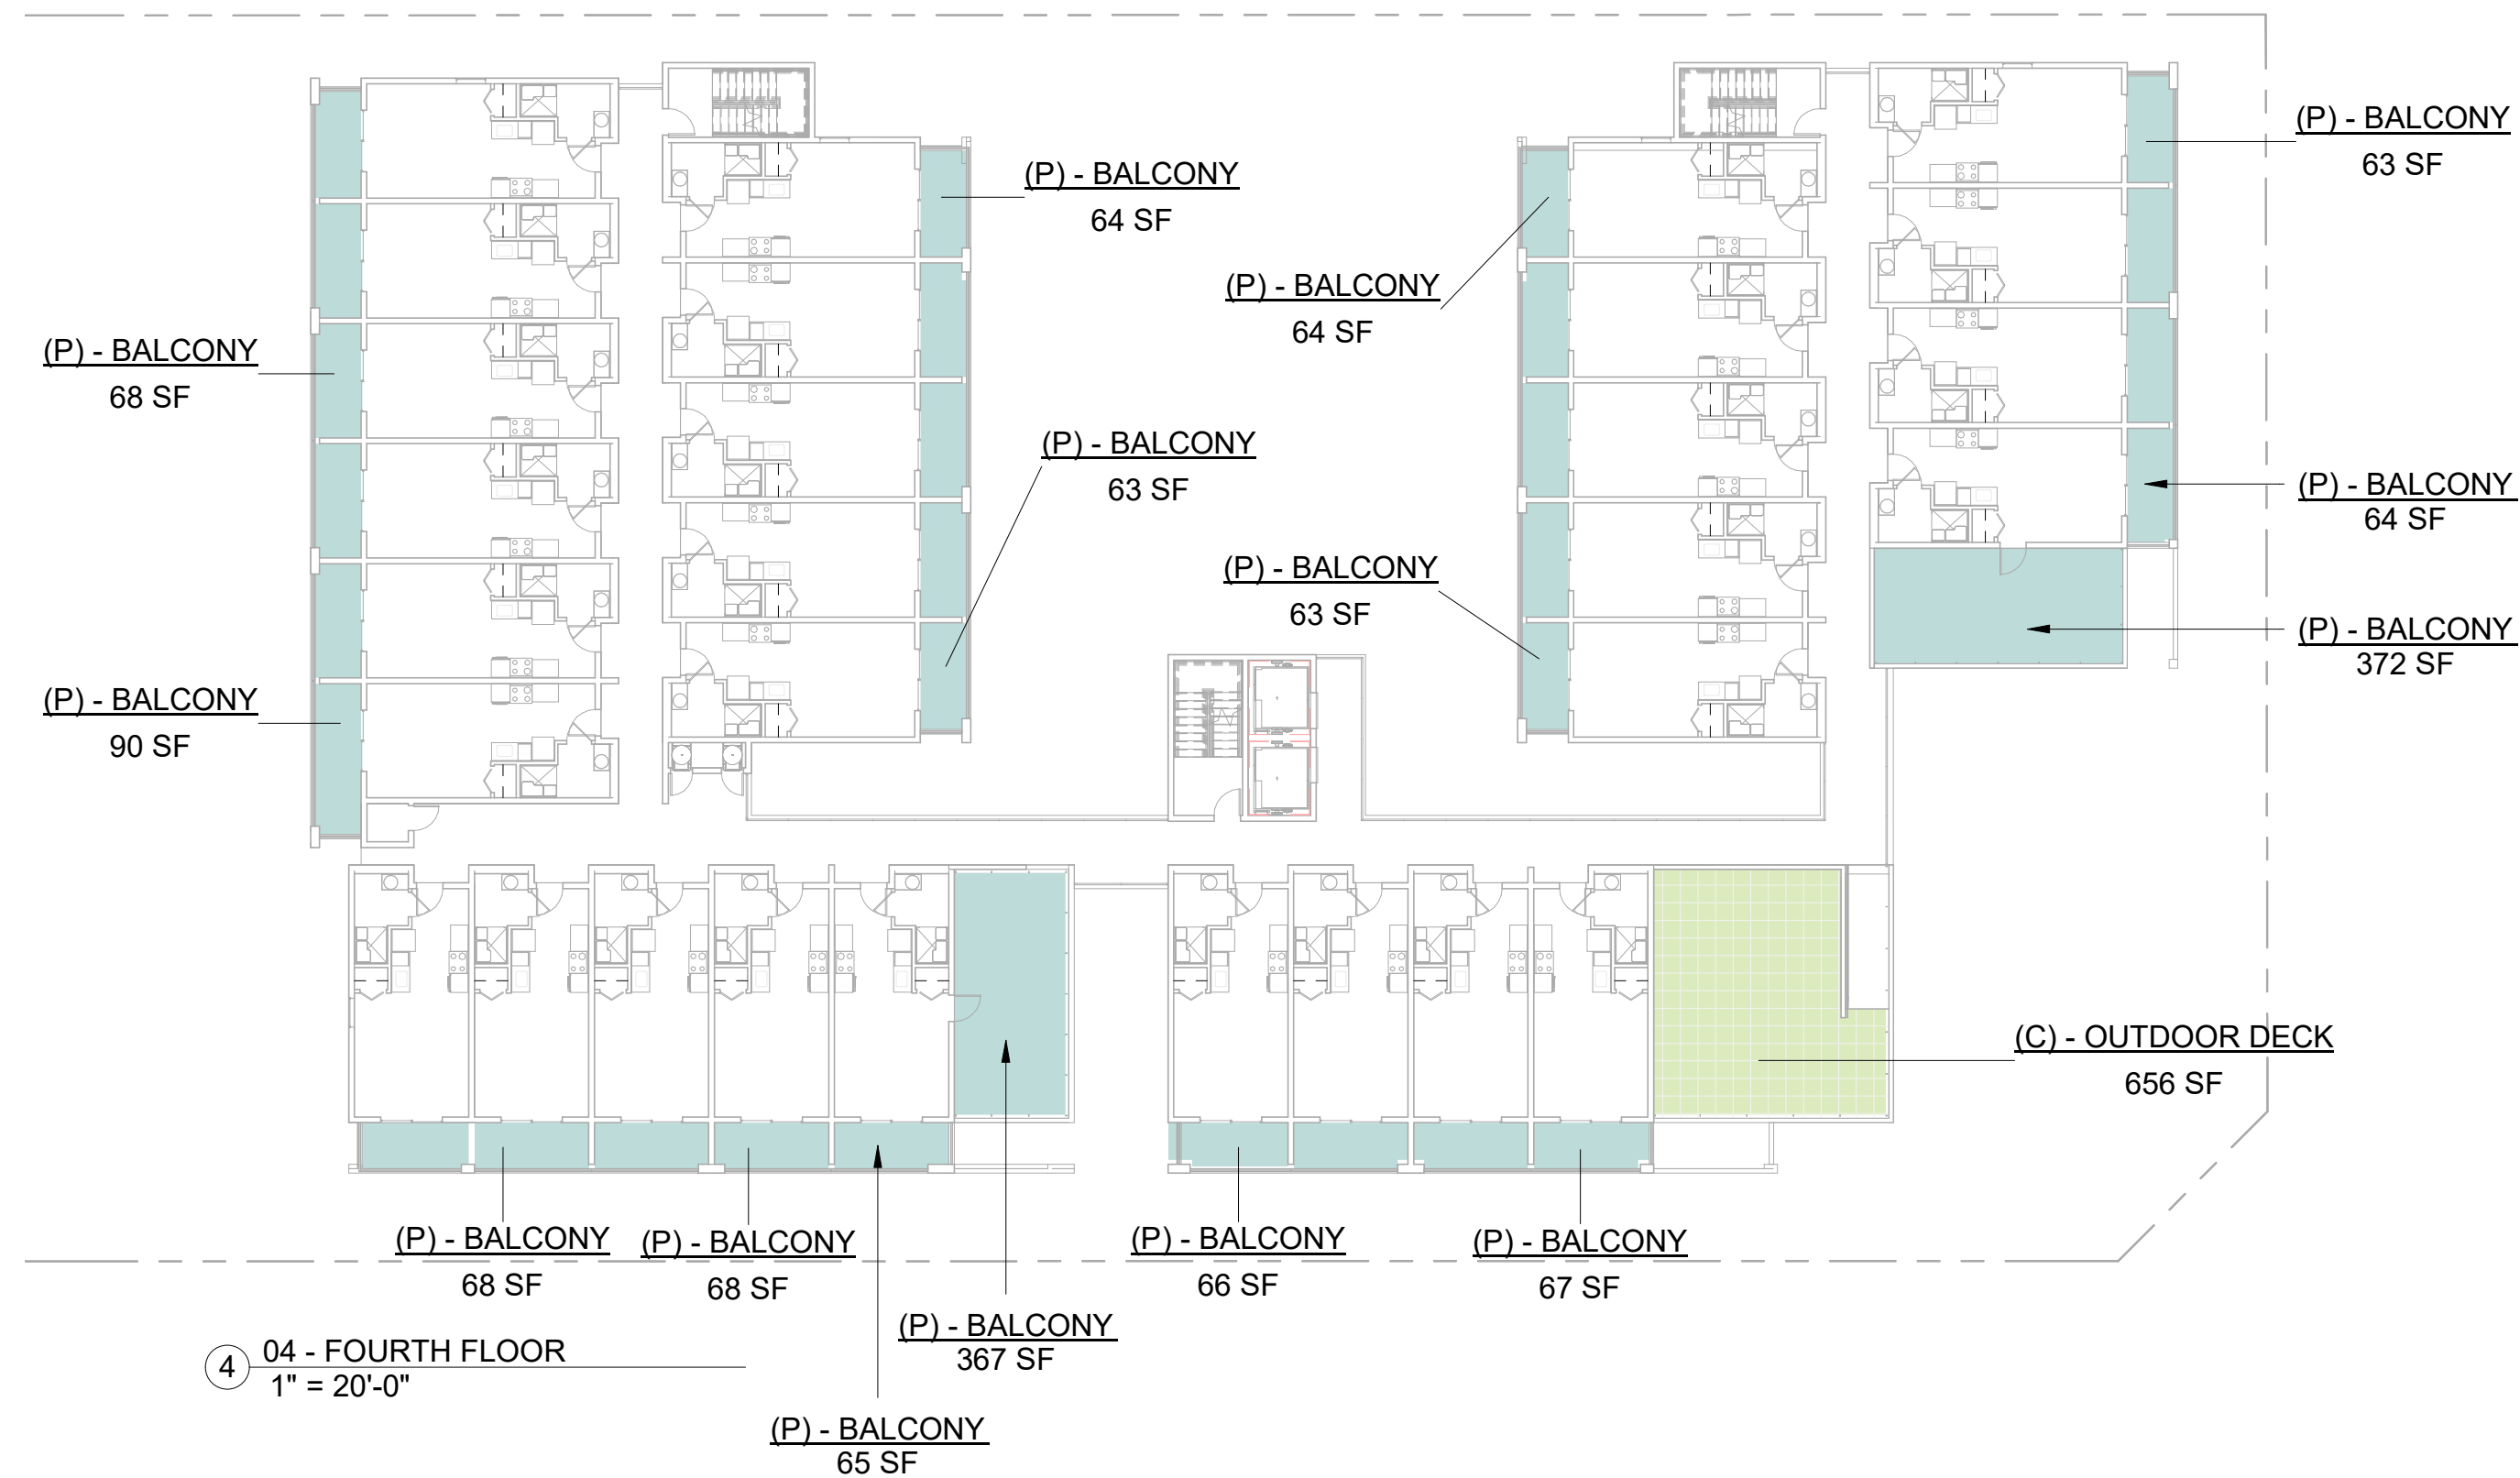 (P) - BALCONY
63 SF
(P) - BALCONY
64 SF
(P) - BALCONY
64 SF
(P) - BALCONY
68 SF
(P) - BALCONY
63 SF
(P) - BALCONY
64 SF
(P) - BALCONY
63 SF
(P) - BALCONY
372 SF
(P) - BALCONY
90 SF
(C) - OUTDOOR DECK
656 SF
(P) - BALCONY
68 SF
(P) - BALCONY
68 SF
(P) - BALCONY
66 SF
(P) - BALCONY
67 SF
(P) - BALCONY
367 SF
4
04 - FOURTH FLOOR
1" = 20'-0"
(P) - BALCONY
65 SF